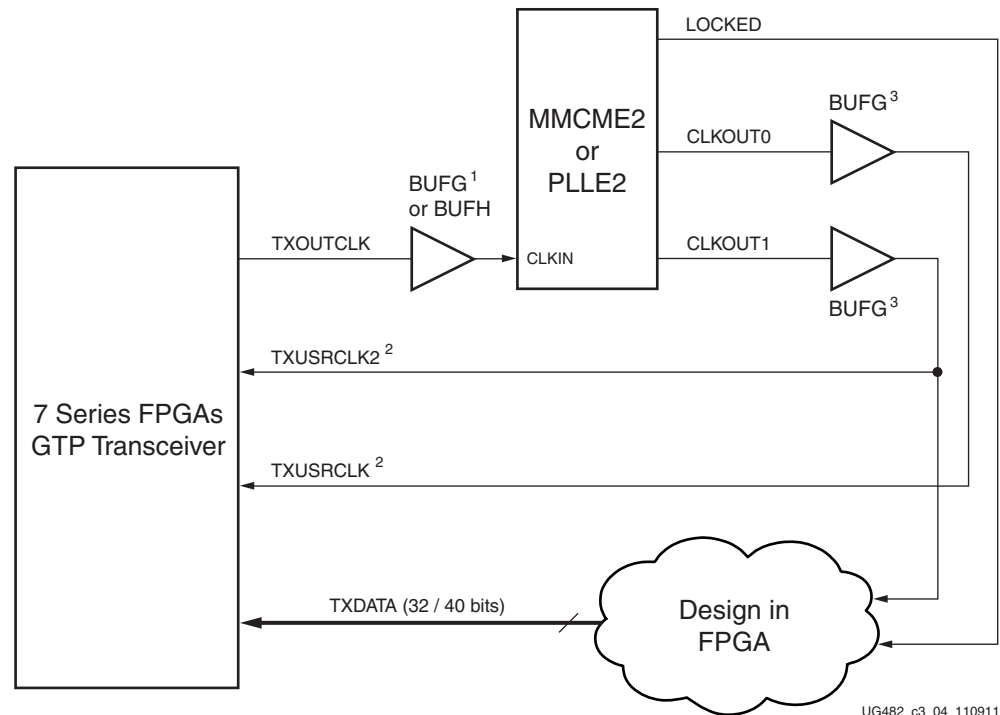 LOCKED
MMCME2
or
PLLE2
BUFG³
CLKOUT0
BUFG¹
or BUFH
TXOUTCLK
CLKIN
CLKOUT1
BUFG³
TXUSRCLK2 ²
7 Series FPGAs
GTP Transceiver
TXUSRCLK ²
TXDATA (32 / 40 bits)
Design in
FPGA
UG482_c3_04_110911